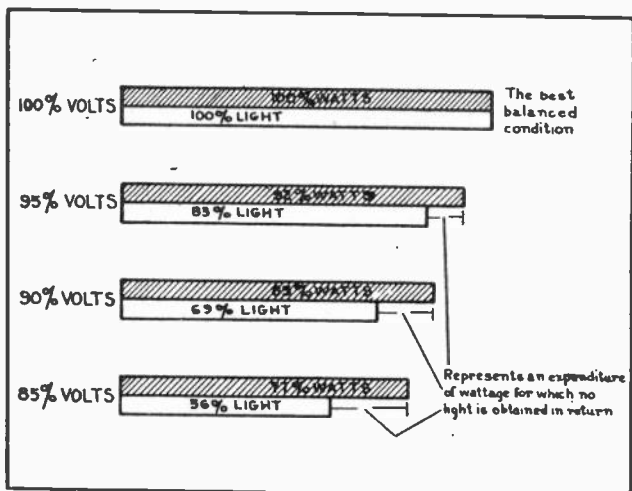 100% VOLTS
100% WATTS
100% LIGHT
The best
balanced
condition
95% VOLTS
92% WATTS
83% LIGHT
90% VOLTS
WATTS
69% LIGHT
85% VOLTS
77% WATTS
56% LIGHT
Represents an expenditure
of wattage for which no
light is obtained in return